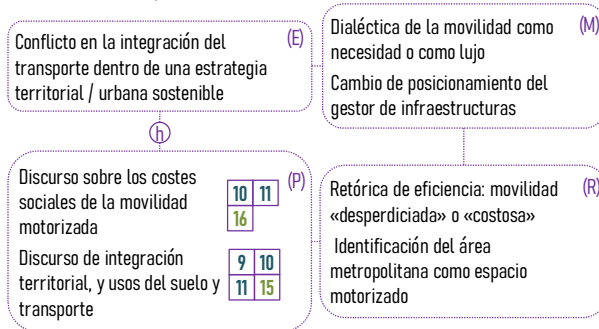 Conflicto en la integración del
transporte dentro de una estrategia
territorial / urbana sostenible
(E)
Dialéctica de la movilidad como
necesidad o como lujo
Cambio de posicionamiento del
gestor de infraestructuras
(M)
h
Discurso sobre los costes
sociales de la movilidad
motorizada
10 11
16
(P)
Discurso de integración
territorial, y usos del suelo y
transporte
9 10
11 15
Retórica de eficiencia: movilidad
«desperdiciada» o «costosa»
(R)
Identificación del área
metropolitana como espacio
motorizado